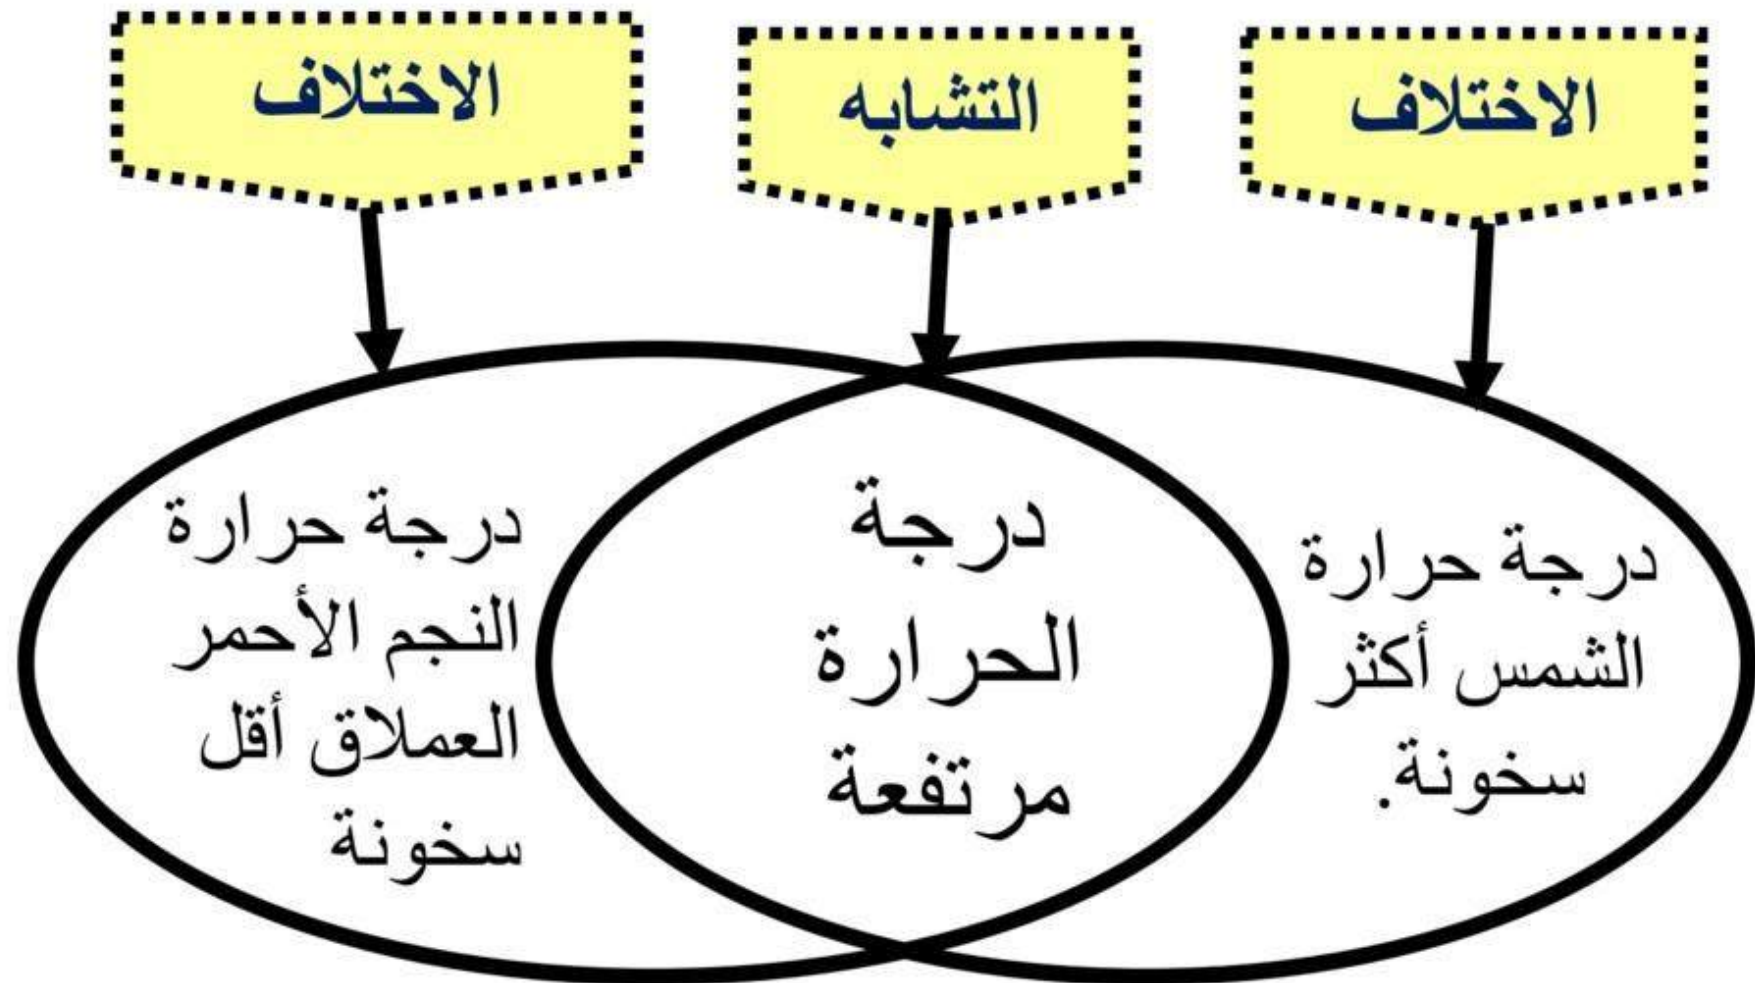 الاختلاف
التشابه
الاختلاف
درجة حرارة
الشمس أكثر
سخونة.
درجة
الحرارة
مرتفعة
درجة حرارة
النجم الأحمر
العملاق أقل
سخونة